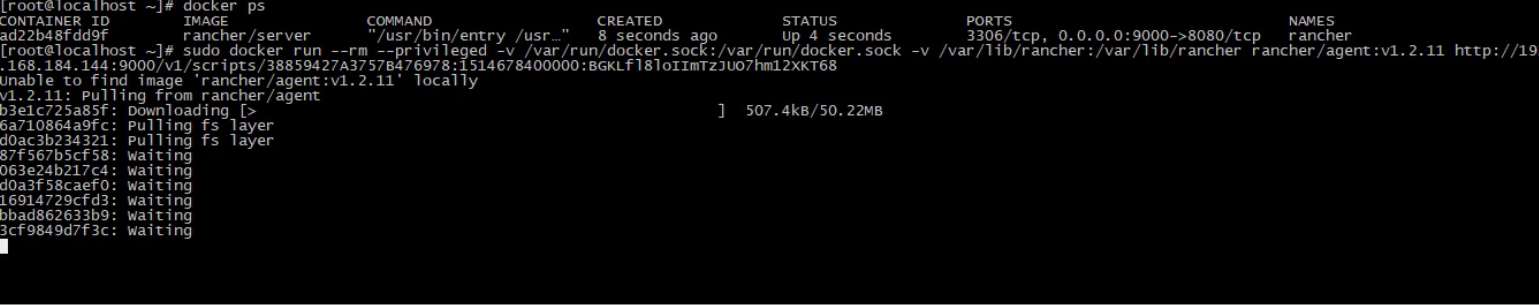 [root@localhost ~]# docker ps
CONTAINER ID IMAGE COMMAND CREATED STATUS PORTS NAMES
ad22b48fdd9f rancher/server "/usr/bin/entry /usr…" 8 seconds ago Up 4 seconds 3306/tcp, 0.0.0.0:9000->8080/tcp rancher
[root@localhost ~]# sudo docker run --rm --privileged -v /var/run/docker.sock:/var/run/docker.sock -v /var/lib/rancher:/var/lib/rancher rancher/agent:v1.2.11 http://19
.168.184.144:9000/v1/scripts/38859427A3757B476978:1514678400000:BGKLfl8loIImTzJUO7hm12XKT68
Unable to find image 'rancher/agent:v1.2.11' locally
v1.2.11: Pulling from rancher/agent
b3e1c725a85f: Downloading [> ] 507.4kB/50.22MB
6a710864a9fc: Pulling fs layer
d0ac3b234321: Pulling fs layer
87f567b5cf58: Waiting
063e24b217c4: Waiting
d0a3f58caef0: Waiting
16914729cfd3: Waiting
bbad862633b9: Waiting
3cf9849d7f3c: Waiting